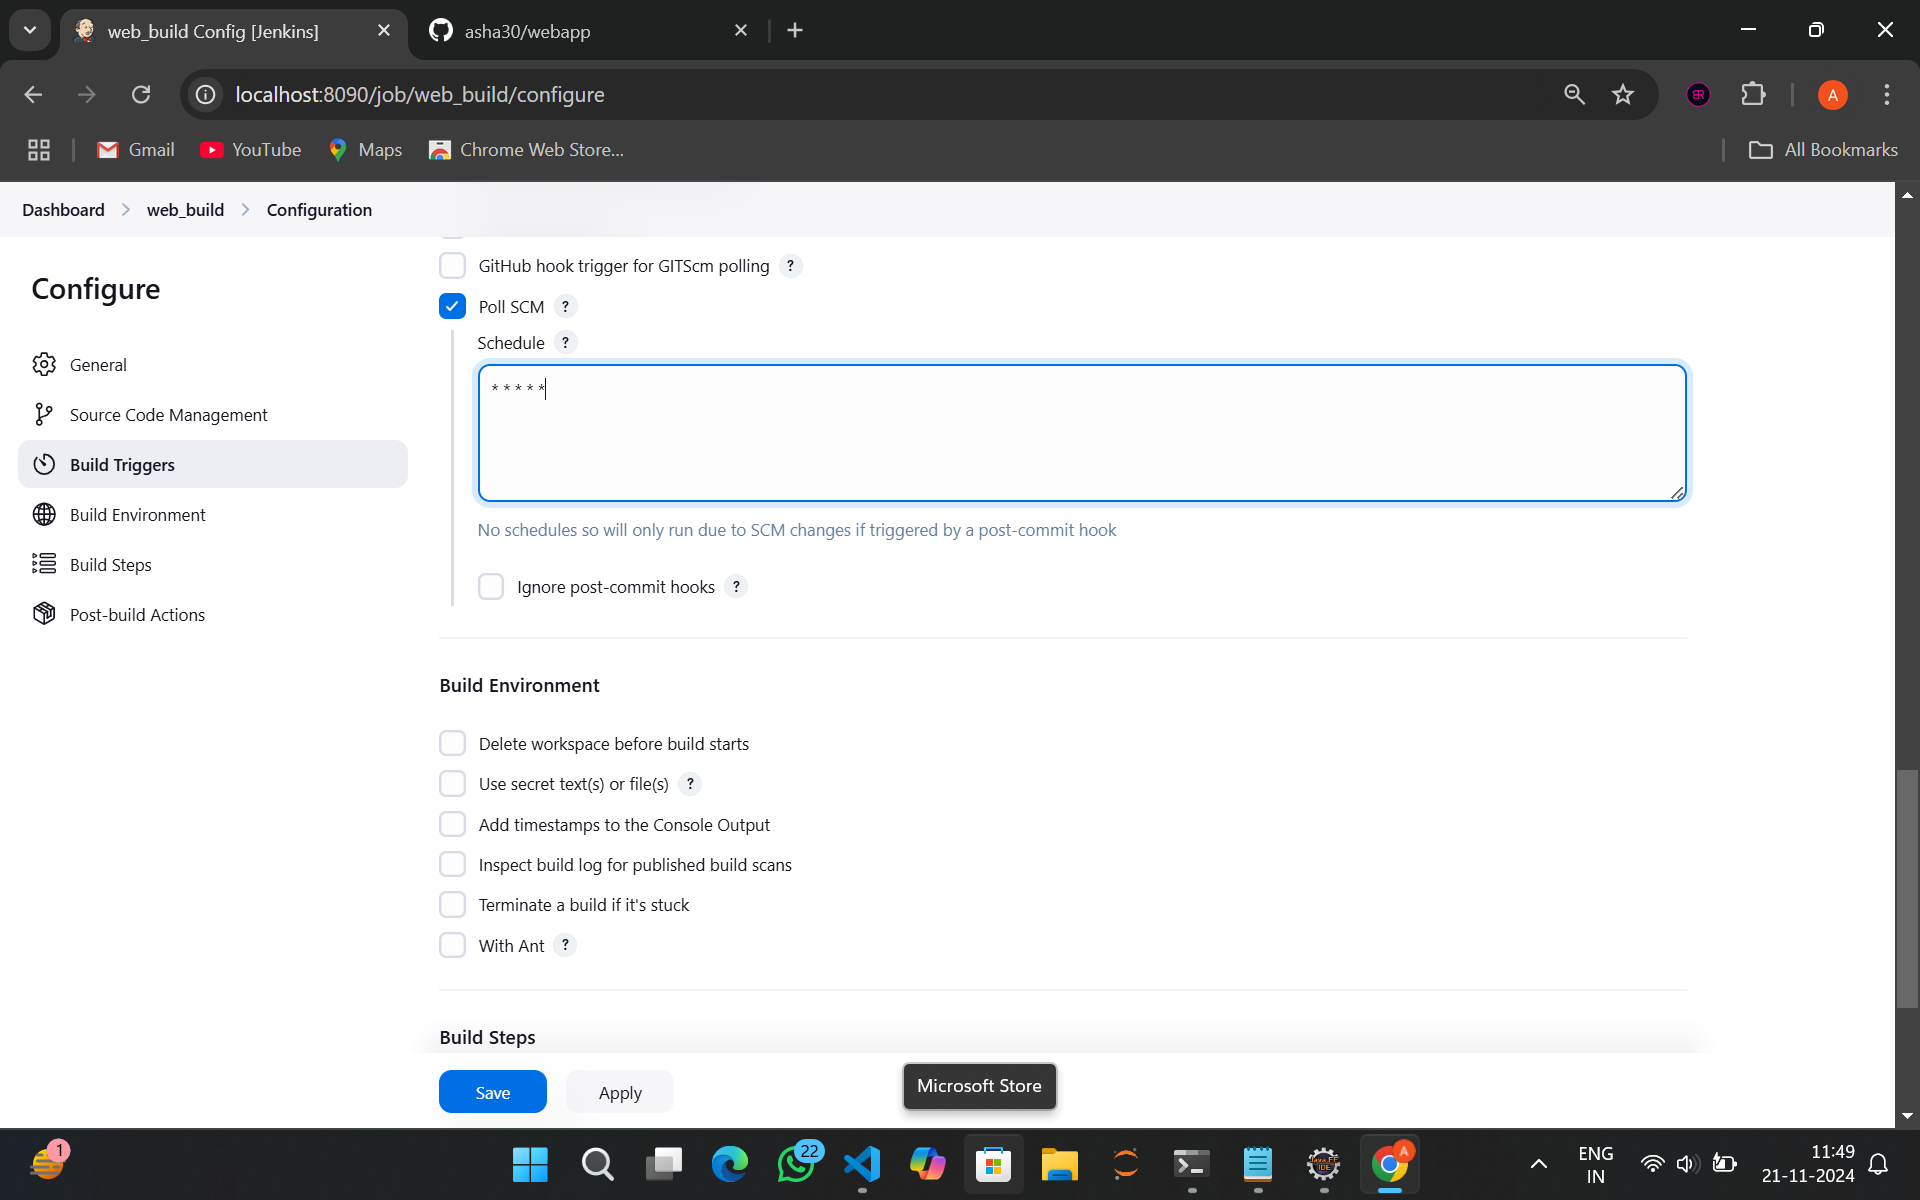 web_build Config [Jenkins]
asha30/webapp
localhost:8090/job/web_build/configure
A
Gmail
YouTube
Maps
Chrome Web Store...
All Bookmarks
Dashboard
web_build
Configuration
Configure
General
Source Code Management
Build Triggers
Build Environment
Build Steps
Post-build Actions
GitHub hook trigger for GITScm polling ?
Poll SCM ?
Schedule ?
* * * * *
No schedules so will only run due to SCM changes if triggered by a post-commit hook
Ignore post-commit hooks ?
Build Environment
Delete workspace before build starts
Use secret text(s) or file(s) ?
Add timestamps to the Console Output
Inspect build log for published build scans
Terminate a build if it's stuck
With Ant ?
Build Steps
Save
Apply
Microsoft Store
1
22
A
ENG
IN
11:49
21-11-2024